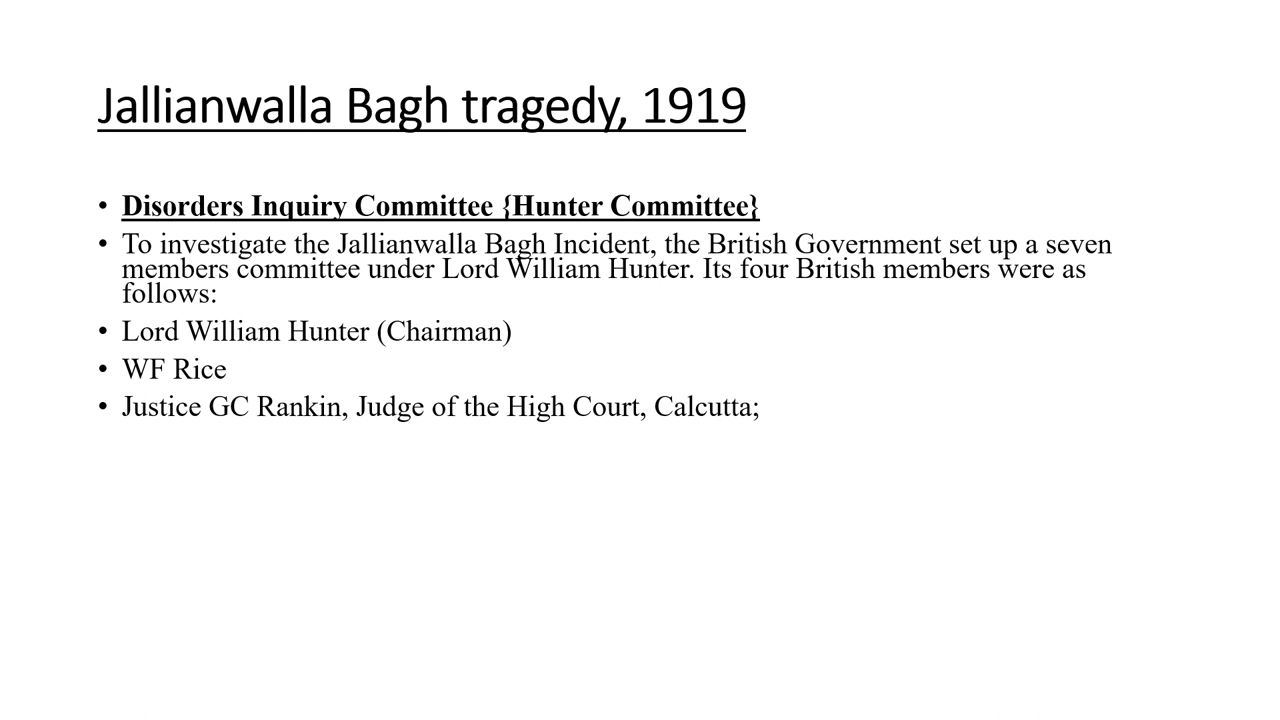 Jallianwalla Bagh tragedy, 1919
• Disorders Inquiry Committee {Hunter Committee}
• To investigate the Jallianwalla Bagh Incident, the British Government set up a seven
members committee under Lord William Hunter. Its four British members were as
follows:
• Lord William Hunter (Chairman)
• WF Rice
• Justice GC Rankin, Judge of the High Court, Calcutta;